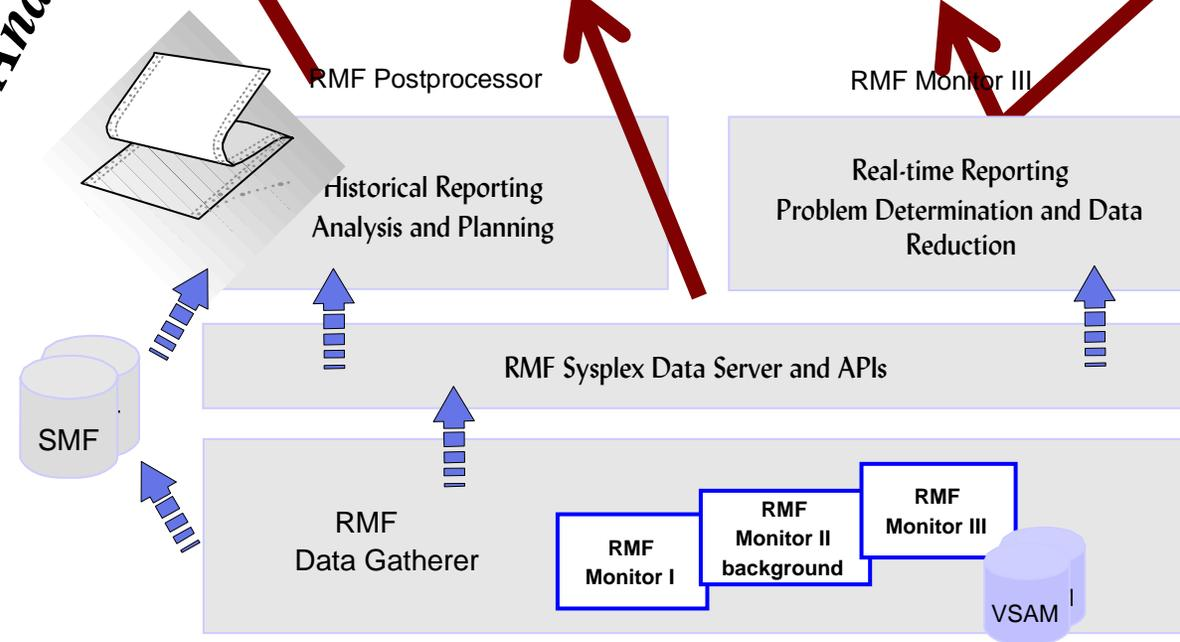 RMF Postprocessor
RMF Monitor III
Historical Reporting
Analysis and Planning
Real-time Reporting
Problem Determination and Data
Reduction
RMF Sysplex Data Server and APIs
SMF
RMF
Data Gatherer
RMF
Monitor I
RMF
Monitor II
background
RMF
Monitor III
VSAM